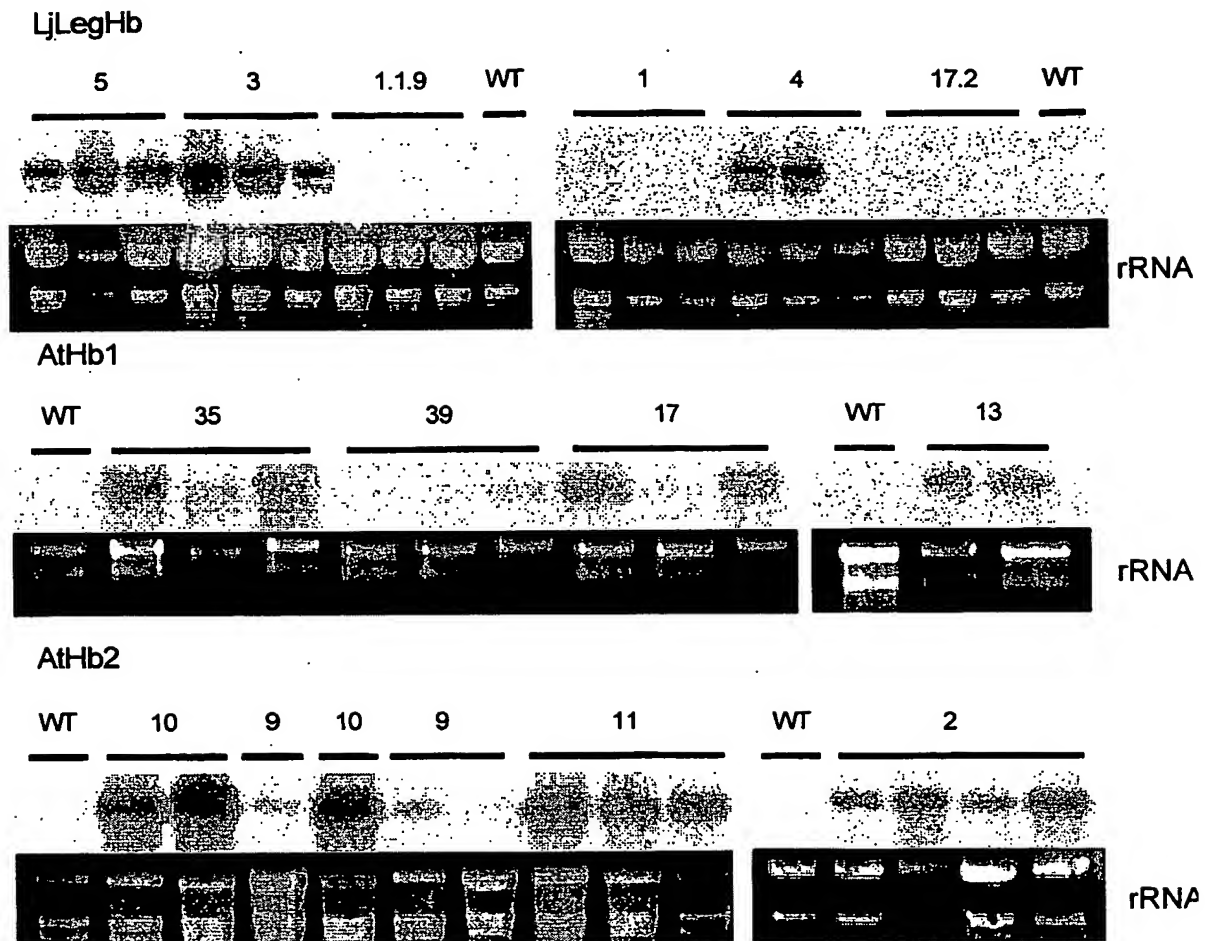 LjLegHb
5 3 1.1.9 WT 1 4 17.2 WT
rRNA
AtHb1
WT 35 39 17 WT 13
rRNA
AtHb2
WT 10 9 10 9 11 WT 2
rRNA